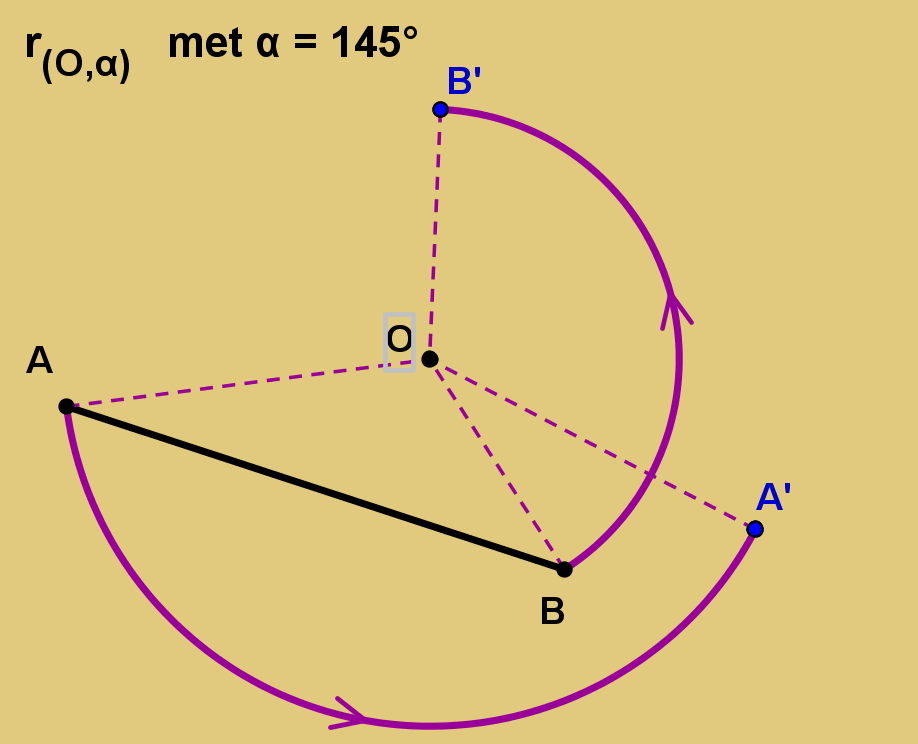 r(O,α) met α = 145°
B'
O
A
A'
B